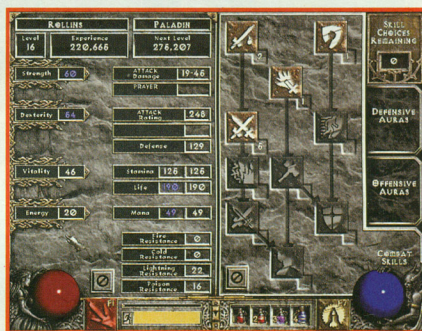 ROLLINS
PALADIN
Level
16
Experience
220,665
Next Level
276,207
Strength 60
ATTACK
Damage 19-46
PRAYER
Dexterity 64
ATTACK
Rating 248
Defense 129
Vitality 46
Stamina 126 126
Life 190 190
Energy 20
Mana 49 49
Fire
Resistance 0
Cold
Resistance 0
Lightning
Resistance 22
Poison
Resistance 16
SKILL
CHOICES
REMAINING
0
DEFENSIVE
AURAS
OFFENSIVE
AURAS
COMBAT
SKILLS